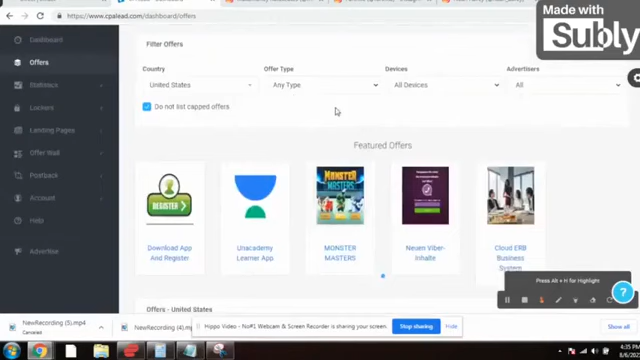 Made with
Subly
https://www.cpalead.com/dashboard/offers
Dashboard
Offers
Statistics
Lockers
Landing Pages
Offer Wall
Postback
Account
Help
Advertise
Filter Offers
Country
Offer Type
Devices
Advertisers
United States
Any Type
All Devices
All
Do not list capped offers
Featured Offers
REGISTER
MONSTER
MASTERS
Download App
And Register
Unacademy
Learner App
MONSTER
MASTERS
Neuen Viber-
Inhalte
Cloud ERB
Business
System
Press Alt + H for Highlight
Offers - United States
NewRecording (5).mp4
Canceled
NewRecording (4).mp4
Hippo Video - No#1 Webcam & Screen Recorder is sharing your screen.
Stop sharing
Hide
Show all
4:35 PM